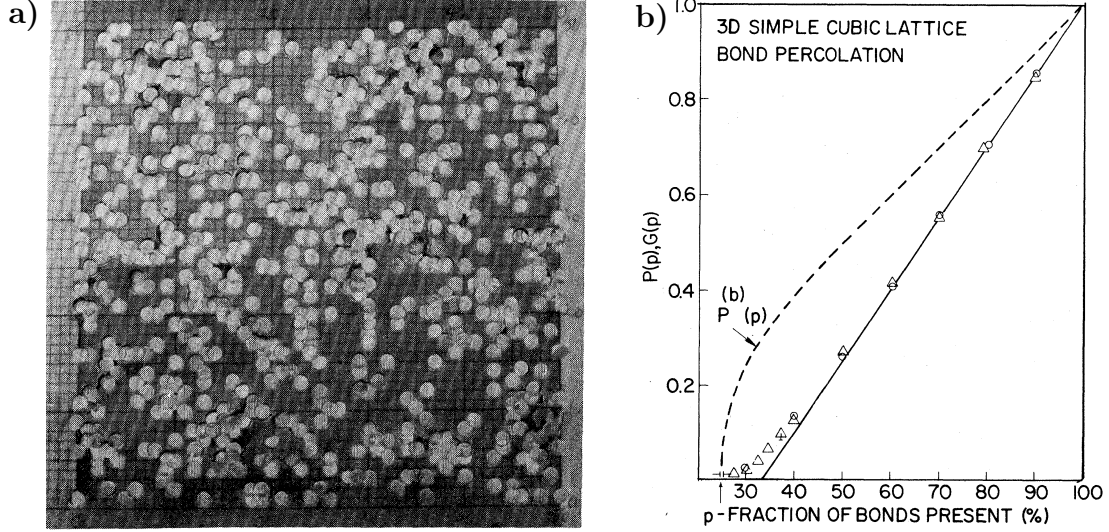 a)
b)
1.0
3D SIMPLE CUBIC LATTICE
BOND PERCOLATION
0.8
0.6
P(p),G(p)
0.4
(b)
P (p)
0.2
30 40 50 60 70 80 90 100
p-FRACTION OF BONDS PRESENT (%)